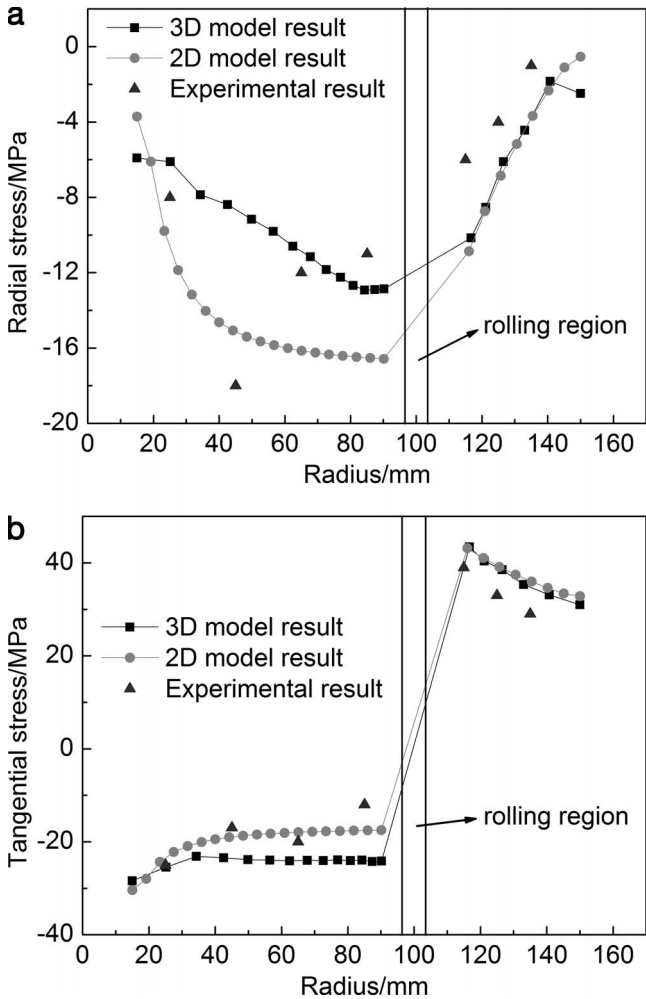 a
3D model result
2D model result
Experimental result
0
-4
-8
-12
-16
-20
Radial stress/MPa
rolling region
0 20 40 60 80 100 120 140 160
Radius/mm
b
40
20
0
-20
-40
Tangential stress/MPa
3D model result
2D model result
Experimental result
rolling region
0 20 40 60 80 100 120 140 160
Radius/mm